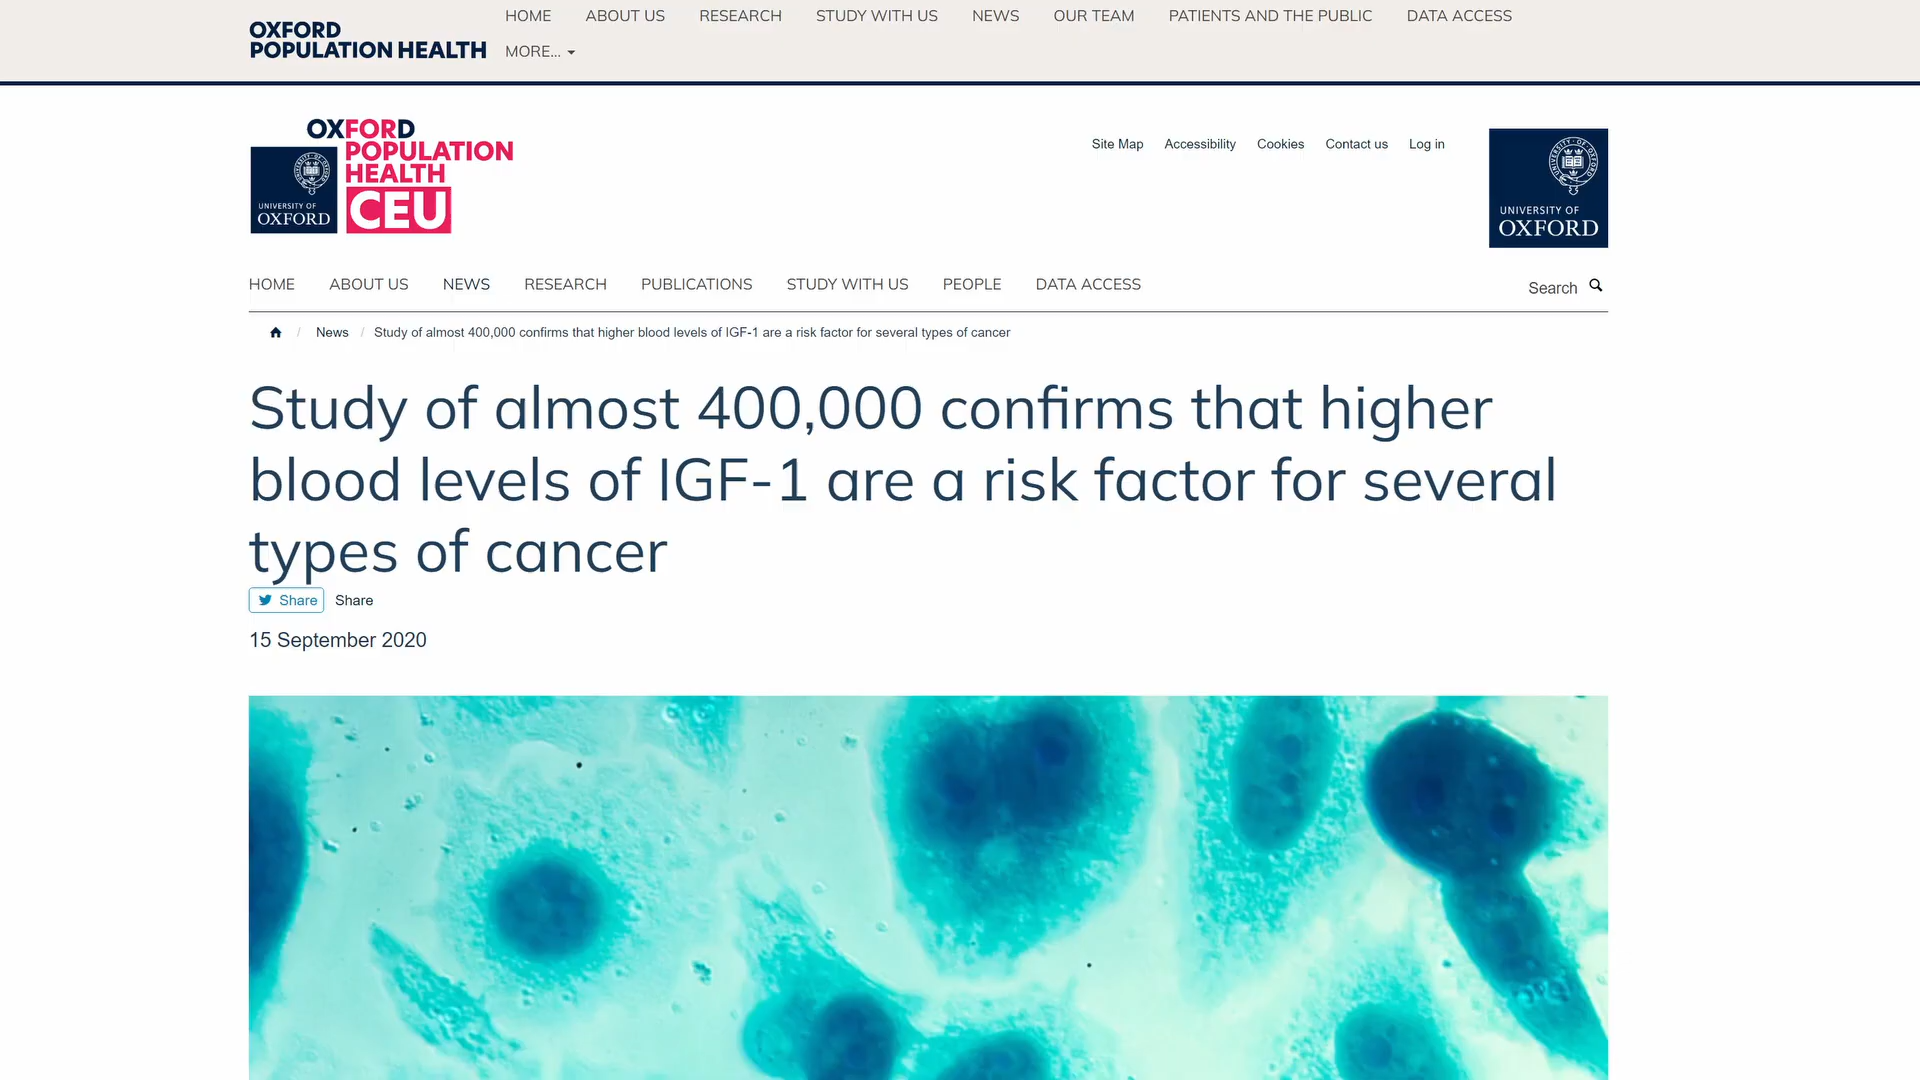 HOME ABOUT US RESEARCH STUDY WITH US NEWS OUR TEAM PATIENTS AND THE PUBLIC DATA ACCESS
OXFORD
POPULATION HEALTH
MORE...
OXFORD
POPULATION
HEALTH
CEU
UNIVERSITY OF
OXFORD
Site Map Accessibility Cookies Contact us Log in
UNIVERSITY OF
OXFORD
HOME ABOUT US NEWS RESEARCH PUBLICATIONS STUDY WITH US PEOPLE DATA ACCESS
Search
/ News / Study of almost 400,000 confirms that higher blood levels of IGF-1 are a risk factor for several types of cancer
Study of almost 400,000 confirms that higher
blood levels of IGF-1 are a risk factor for several
types of cancer
Share Share
15 September 2020